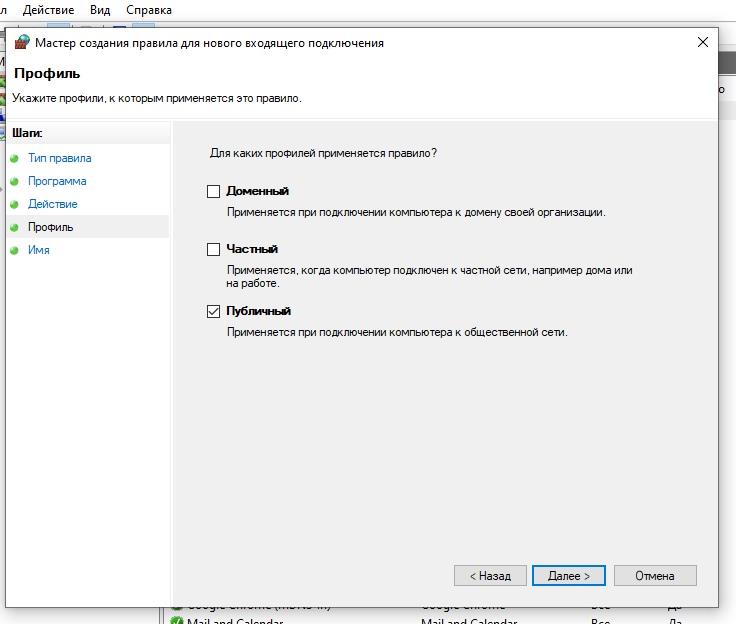 Действие Вид Справка
Мастер создания правила для нового входящего подключения
Профиль
Укажите профили, к которым применяется это правило.
Шаги:
Тип правила
Программа
Действие
Профиль
Имя
Для каких профилей применяется правило?
Доменный
Применяется при подключении компьютера к домену своей организации.
Частный
Применяется, когда компьютер подключен к частной сети, например дома или
на работе.
Публичный
Применяется при подключении компьютера к общественной сети.
< Назад Далее > Отмена
Google Chrome (mDNS-In) Google Chrome Все Да
Mail and Calendar Mail and Calendar Все Да